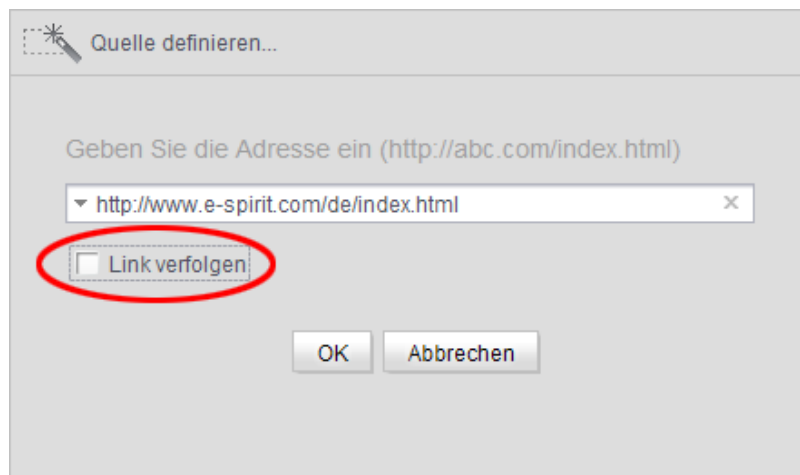 Quelle definieren...
Geben Sie die Adresse ein (http://abc.com/index.html)
http://www.e-spirit.com/de/index.html
Link verfolgen
OK Abbrechen